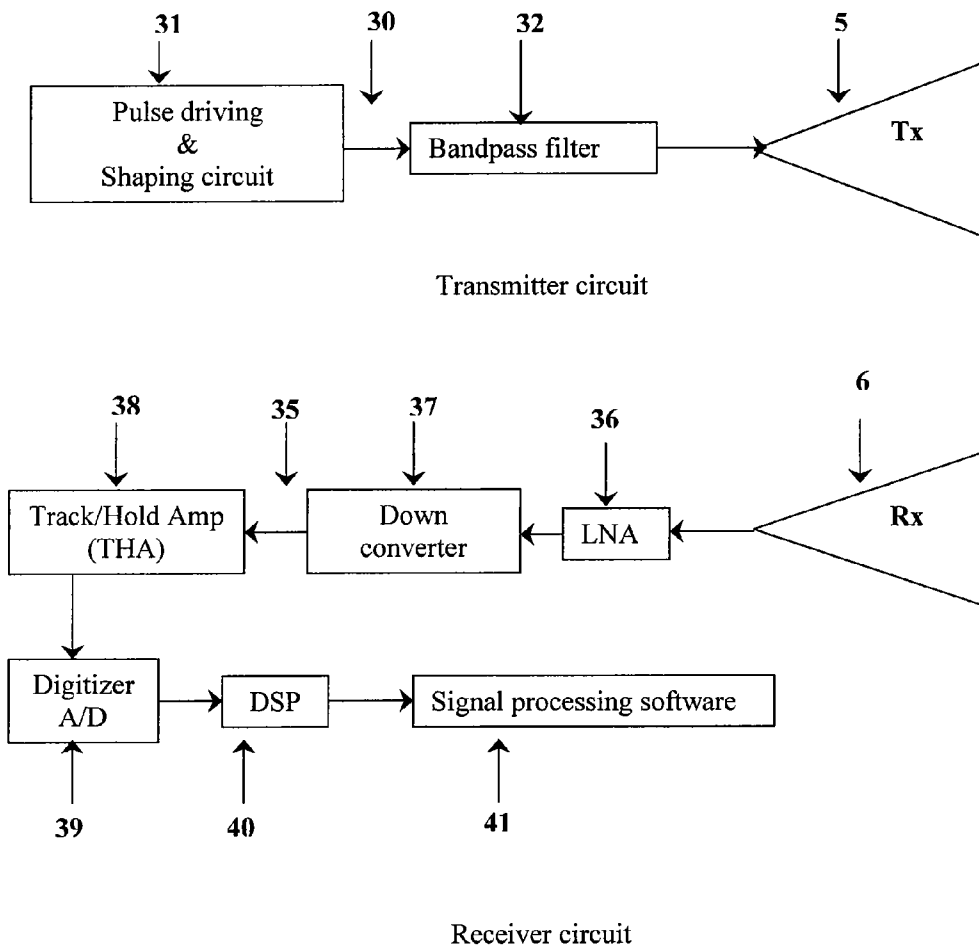 31
30
32
5
Pulse driving
&
Shaping circuit
Bandpass filter
Tx
Transmitter circuit
38
35
37
36
6
Track/Hold Amp
(THA)
Down
converter
LNA
Rx
Digitizer
A/D
DSP
Signal processing software
39
40
41
Receiver circuit